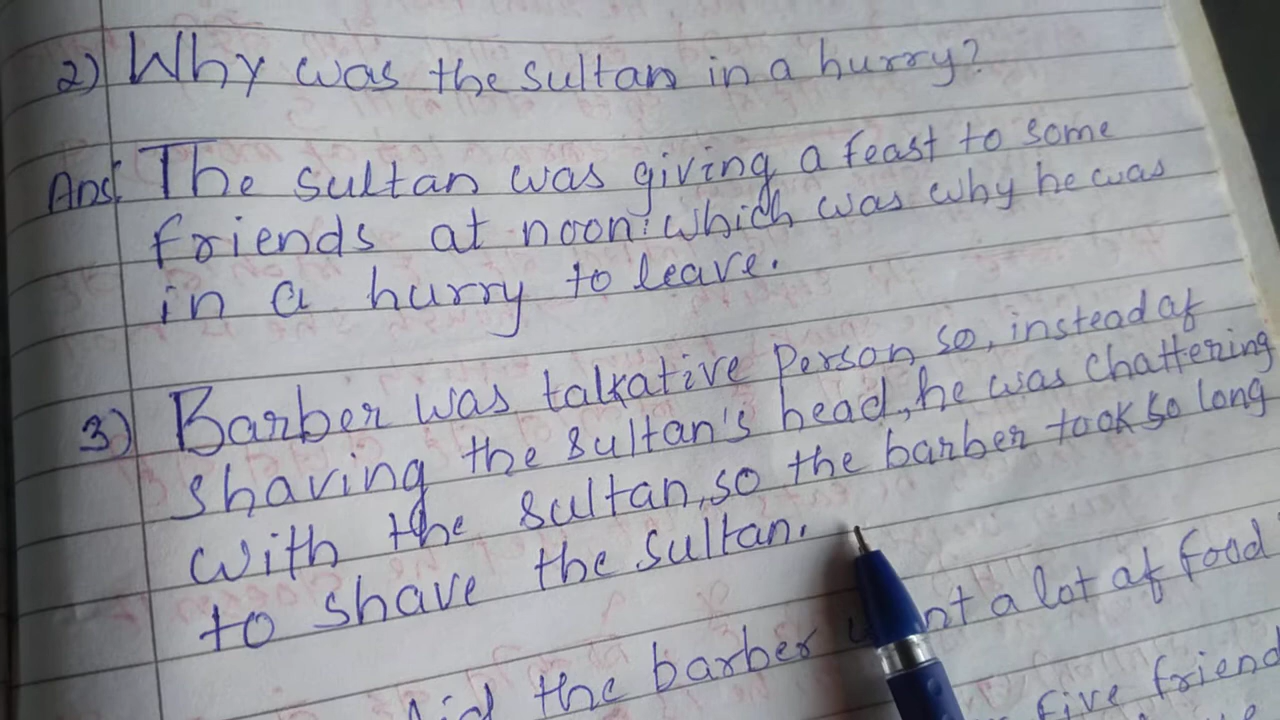 2) Why was the sultan in a hurry?
Ans. The sultan was giving a feast to some
friends at noon which was why he was
in a hurry to leave.
3) Barber was talkative Person so, instead of
shaving the sultan's head, he was chattering
with the sultan, so the barber took so long
to shave the sultan.
the barber a lot of food
five friend